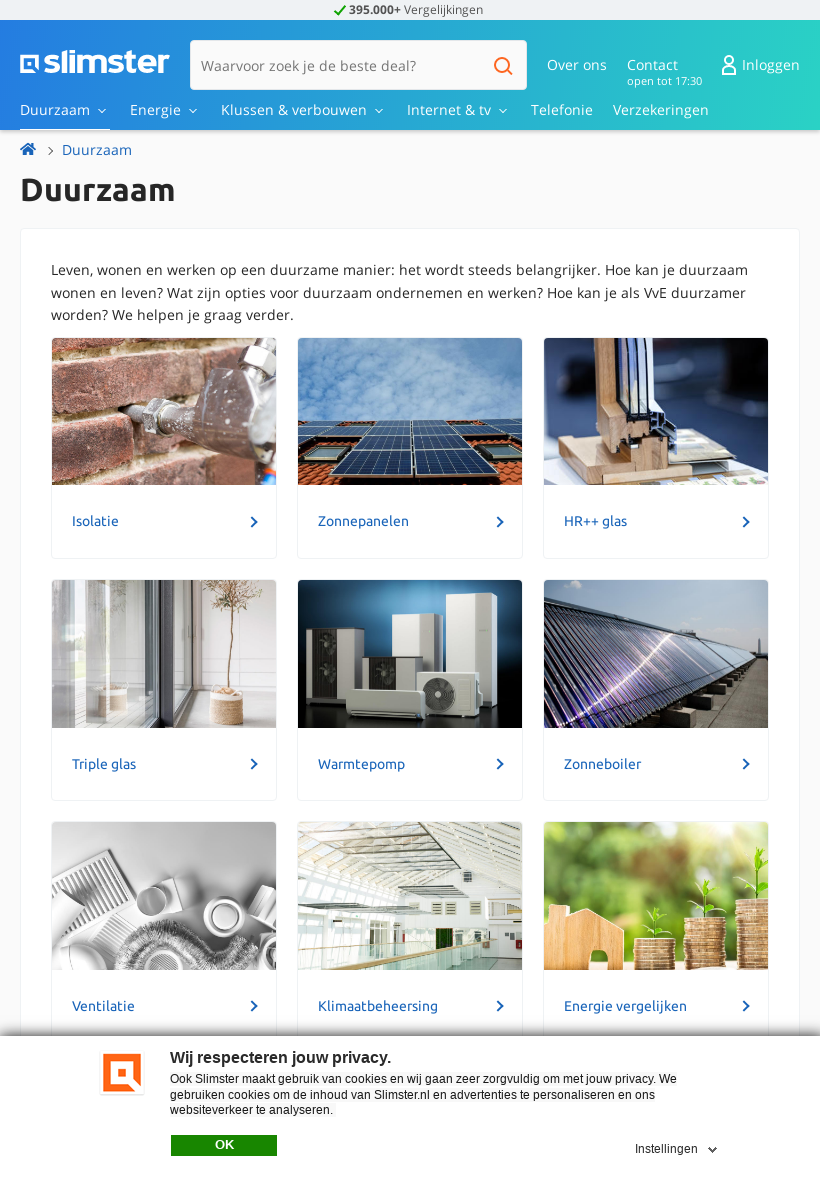 395.000+ Vergelijkingen
slimster
Waarvoor zoek je de beste deal?
Over ons
Contact
open tot 17:30
Inloggen
Duurzaam
Energie
Klussen & verbouwen
Internet & tv
Telefonie
Verzekeringen
Duurzaam
Duurzaam
Leven, wonen en werken op een duurzame manier: het wordt steeds belangrijker. Hoe kan je duurzaam
wonen en leven? Wat zijn opties voor duurzaam ondernemen en werken? Hoe kan je als VvE duurzamer
worden? We helpen je graag verder.
Isolatie
Zonnepanelen
HR++ glas
Triple glas
Warmtepomp
Zonneboiler
Ventilatie
Klimaatbeheersing
Energie vergelijken
Wij respecteren jouw privacy.
Ook Slimster maakt gebruik van cookies en wij gaan zeer zorgvuldig om met jouw privacy. We
gebruiken cookies om de inhoud van Slimster.nl en advertenties te personaliseren en ons
websiteverkeer te analyseren.
OK
Instellingen